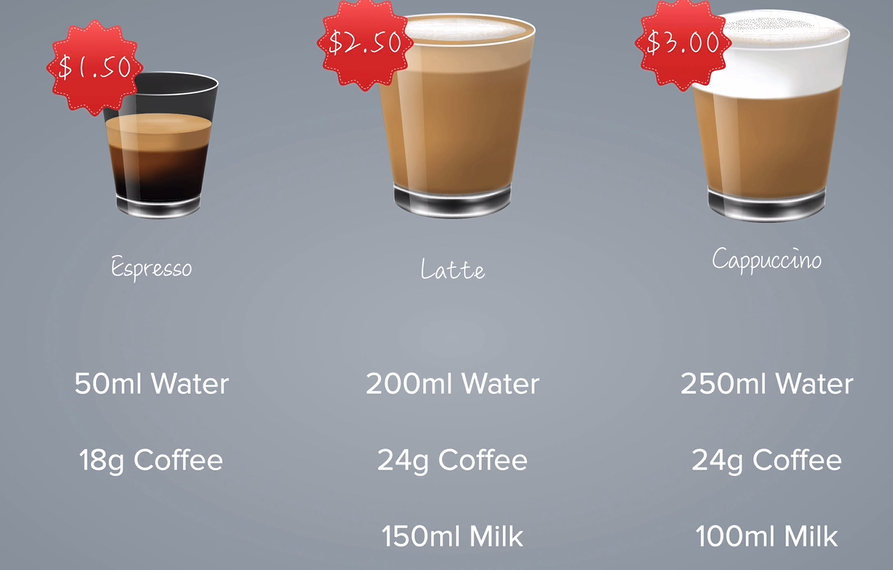 $1.50
$2.50
$3.00
Espresso
Latte
Cappuccino
50ml Water
200ml Water
250ml Water
18g Coffee
24g Coffee
24g Coffee
150ml Milk
100ml Milk